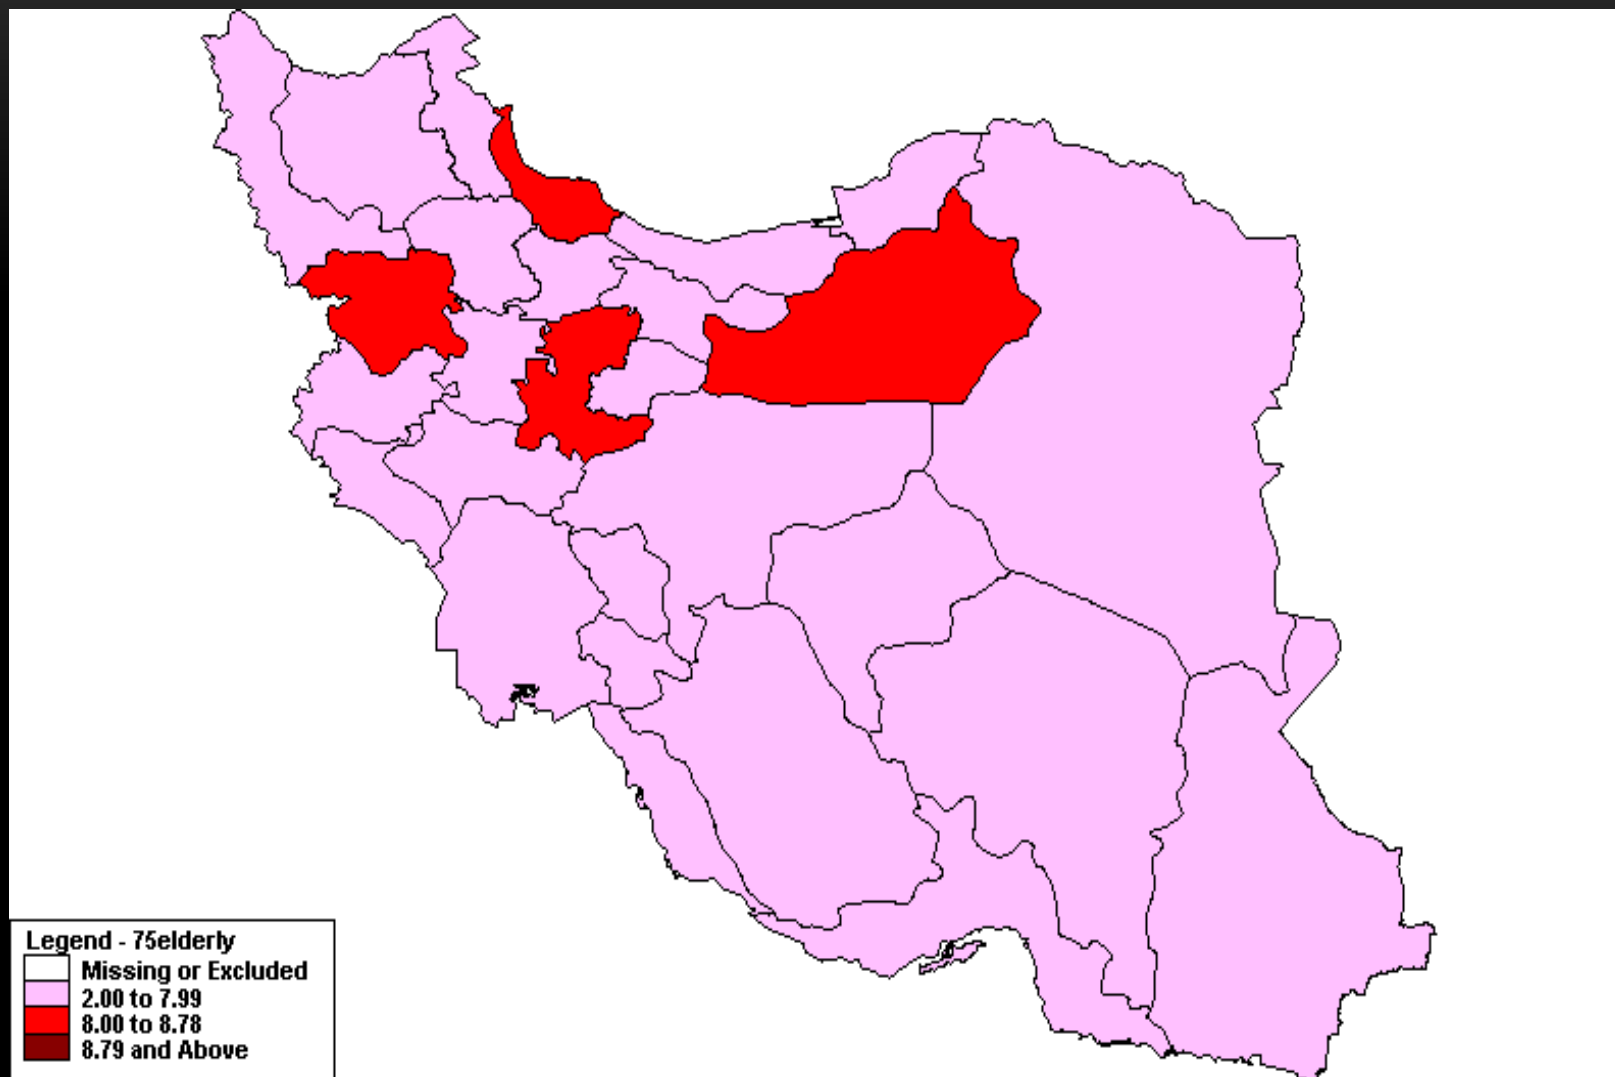 Legend - 75elderly
Missing or Excluded
2.00 to 7.99
8.00 to 8.78
8.79 and Above